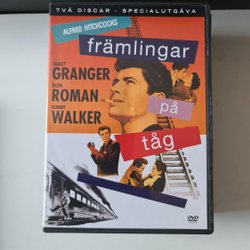 TVÅ DISCAR - SPECIALUTGÅVA
ALFRED HITCHCOCKS
främlingar
på
tåg
FARLEY
GRANGER
RUTH
ROMAN
ROBERT
WALKER
DVD